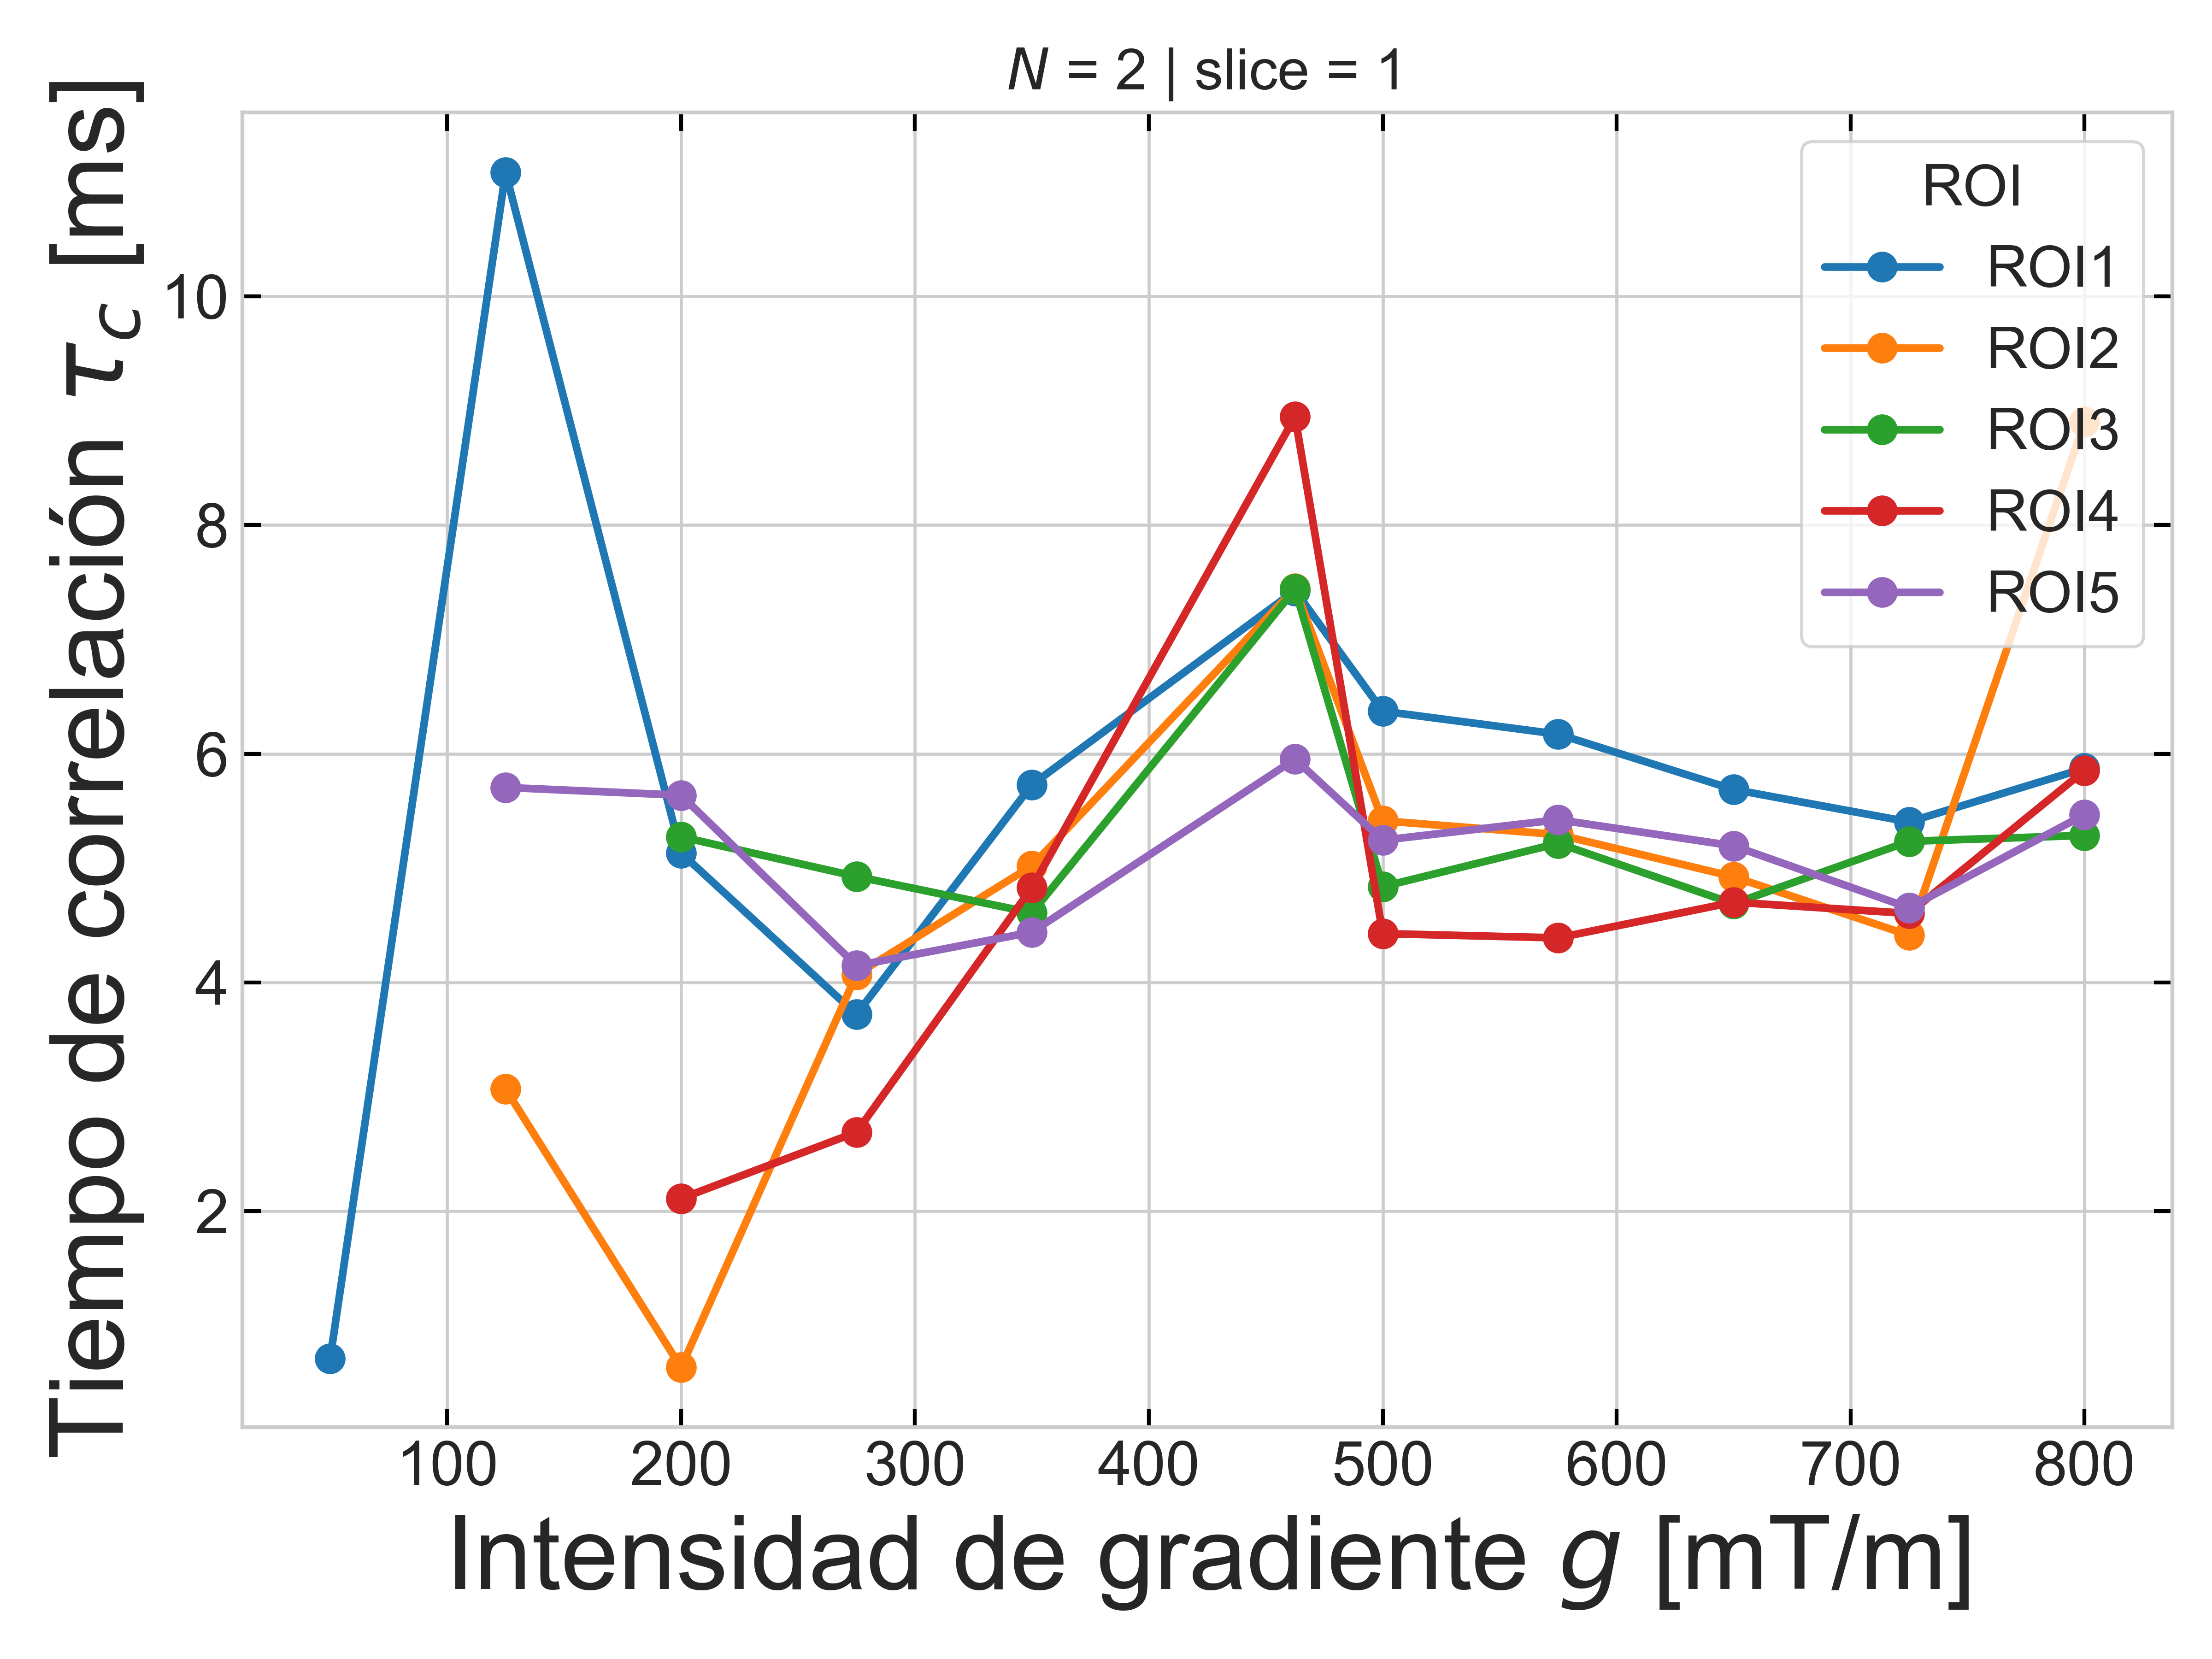 N = 2 | slice = 1
Tiempo de correlación τc [ms]
10
8
6
4
2
ROI
ROI1
ROI2
ROI3
ROI4
ROI5
100 200 300 400 500 600 700 800
Intensidad de gradiente g [mT/m]